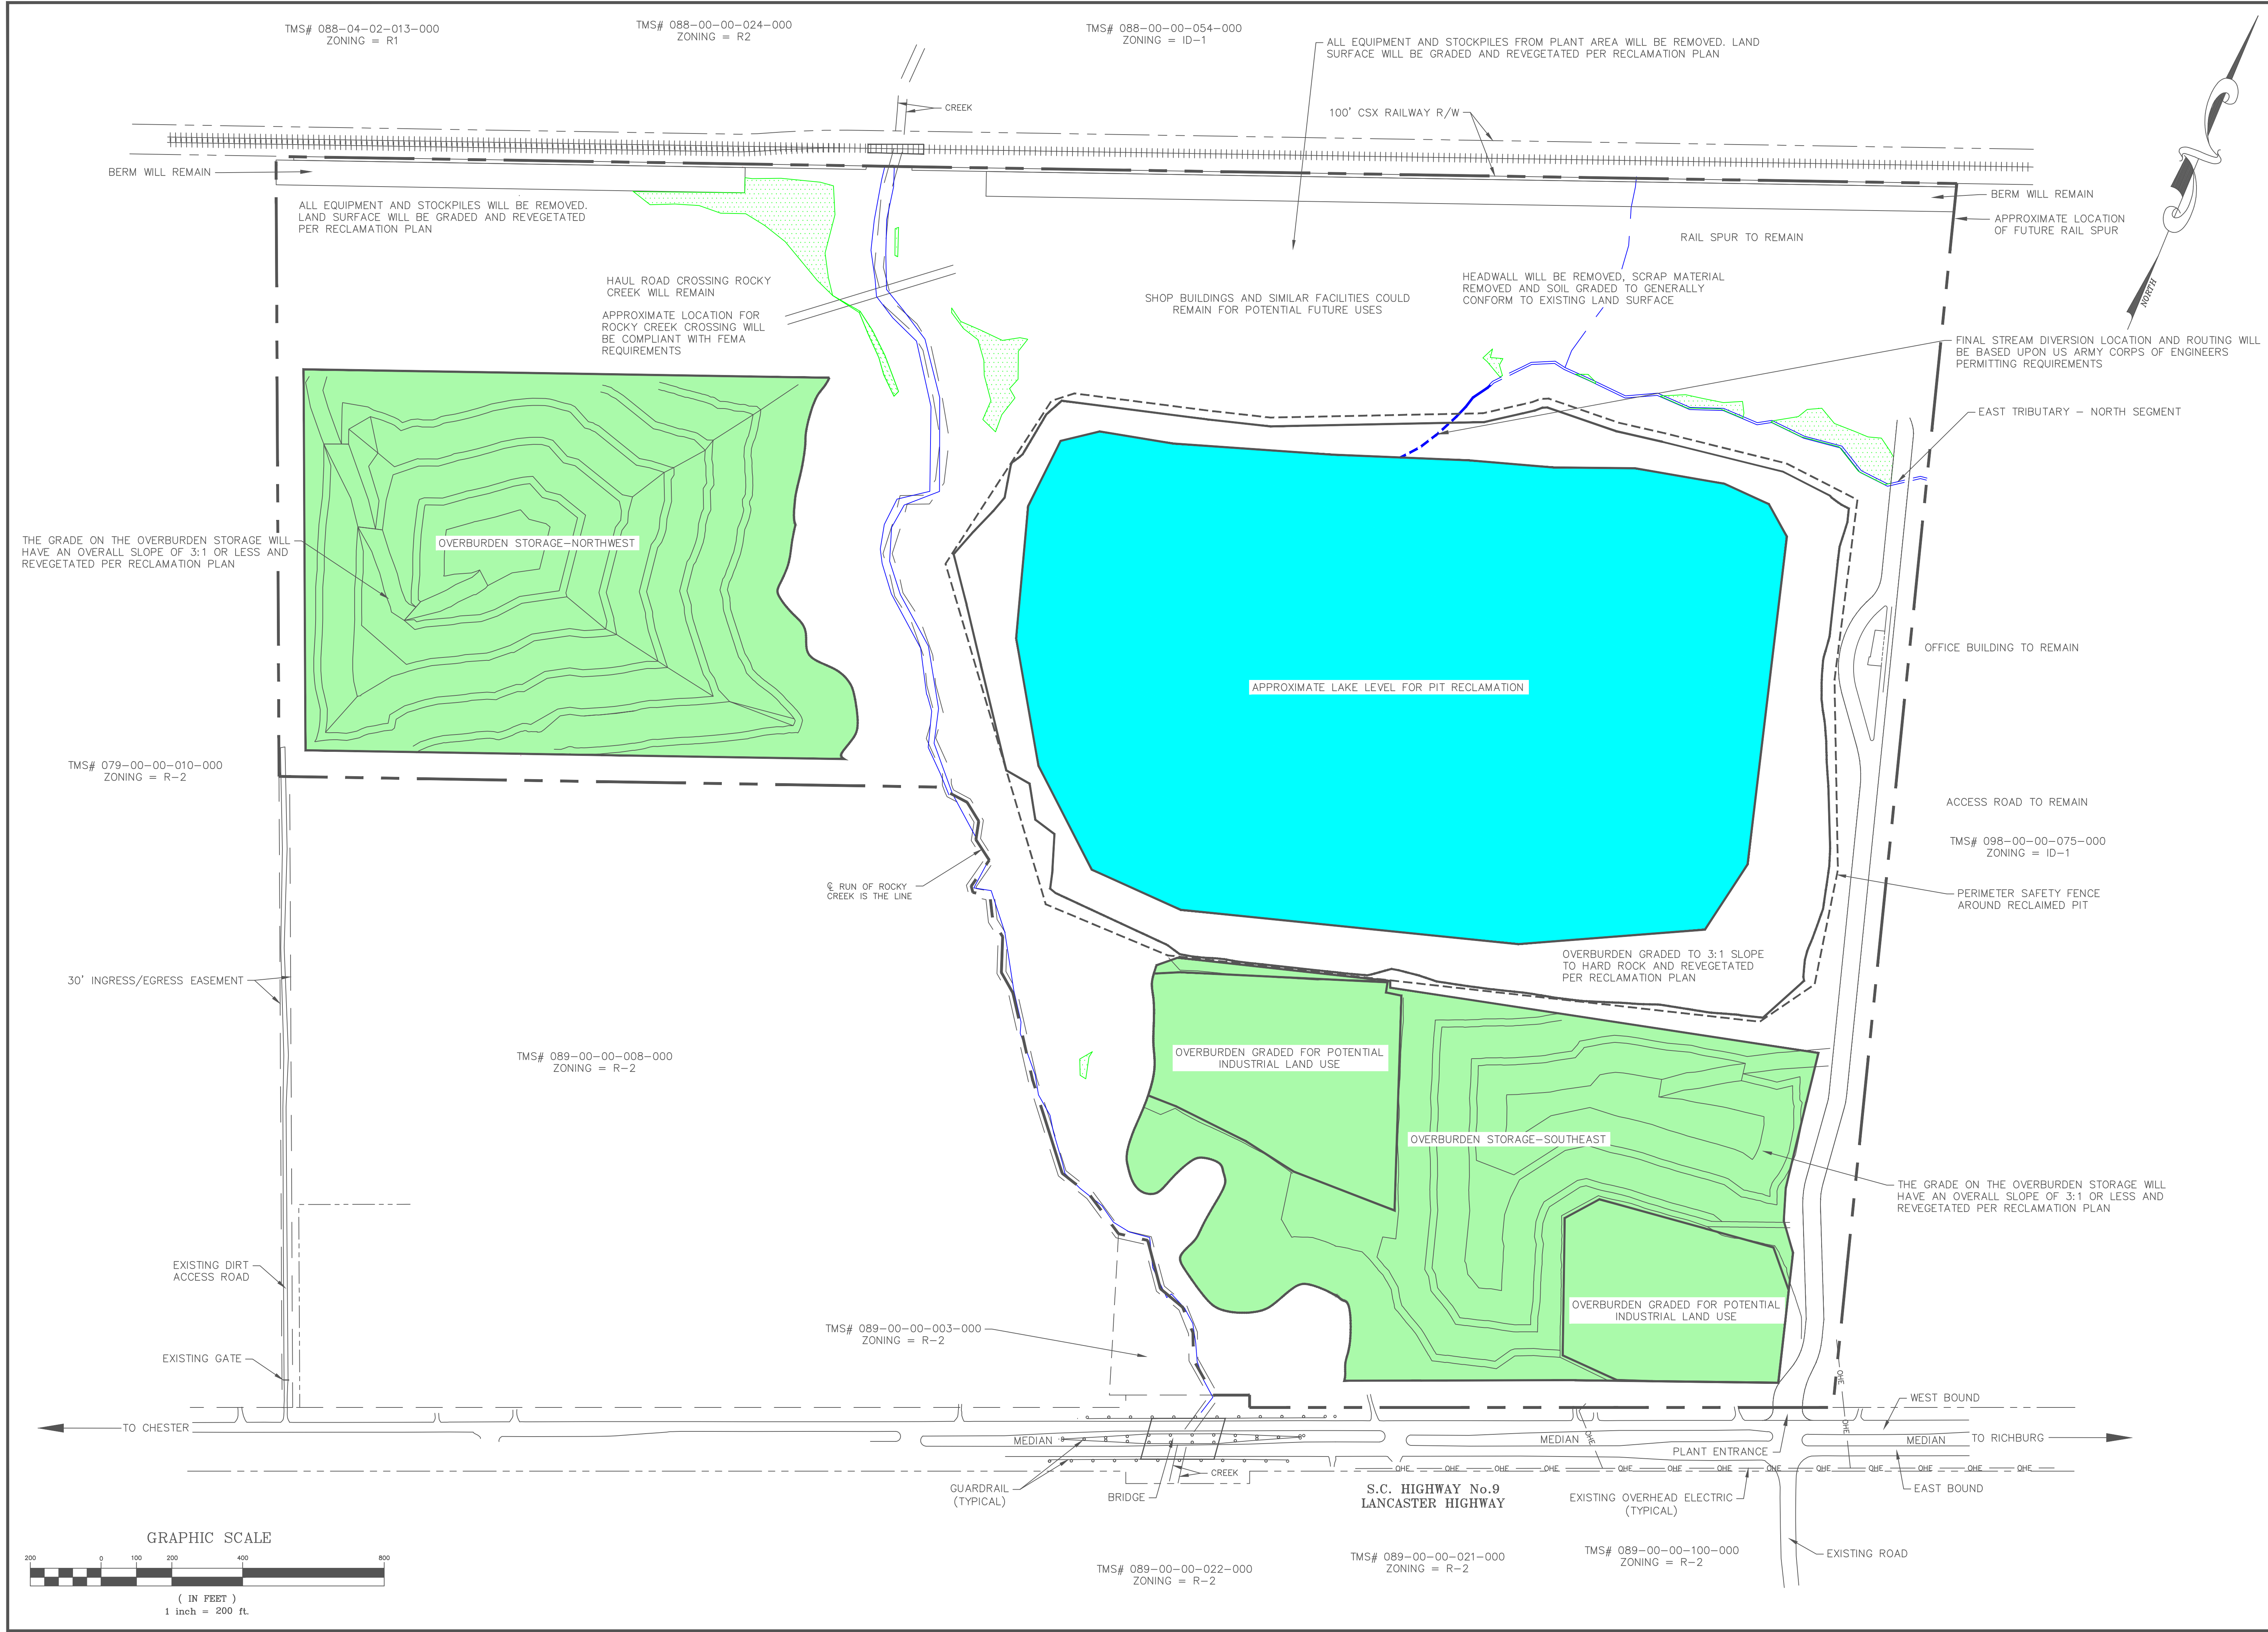 TMS# 088-04-02-013-000
ZONING = R1
TMS# 088-00-00-024-000
ZONING = R2
TMS# 088-00-00-054-000
ZONING = ID-1
ALL EQUIPMENT AND STOCKPILES FROM PLANT AREA WILL BE REMOVED. LAND
SURFACE WILL BE GRADED AND REVEGETATED PER RECLAMATION PLAN
CREEK
100' CSX RAILWAY R/W
BERM WILL REMAIN
BERM WILL REMAIN
ALL EQUIPMENT AND STOCKPILES WILL BE REMOVED.
LAND SURFACE WILL BE GRADED AND REVEGETATED
PER RECLAMATION PLAN
APPROXIMATE LOCATION
OF FUTURE RAIL SPUR
RAIL SPUR TO REMAIN
NORTH
HAUL ROAD CROSSING ROCKY
CREEK WILL REMAIN
HEADWALL WILL BE REMOVED, SCRAP MATERIAL
REMOVED AND SOIL GRADED TO GENERALLY
CONFORM TO EXISTING LAND SURFACE
SHOP BUILDINGS AND SIMILAR FACILITIES COULD
REMAIN FOR POTENTIAL FUTURE USES
APPROXIMATE LOCATION FOR
ROCKY CREEK CROSSING WILL
BE COMPLIANT WITH FEMA
REQUIREMENTS
FINAL STREAM DIVERSION LOCATION AND ROUTING WILL
BE BASED UPON US ARMY CORPS OF ENGINEERS
PERMITTING REQUIREMENTS
EAST TRIBUTARY - NORTH SEGMENT
THE GRADE ON THE OVERBURDEN STORAGE WILL
HAVE AN OVERALL SLOPE OF 3:1 OR LESS AND
REVEGETATED PER RECLAMATION PLAN
OVERBURDEN STORAGE-NORTHWEST
OFFICE BUILDING TO REMAIN
APPROXIMATE LAKE LEVEL FOR PIT RECLAMATION
TMS# 079-00-00-010-000
ZONING = R-2
ACCESS ROAD TO REMAIN
TMS# 098-00-00-075-000
ZONING = ID-1
℄ RUN OF ROCKY
CREEK IS THE LINE
PERIMETER SAFETY FENCE
AROUND RECLAIMED PIT
OVERBURDEN GRADED TO 3:1 SLOPE
TO HARD ROCK AND REVEGETATED
PER RECLAMATION PLAN
30' INGRESS/EGRESS EASEMENT
TMS# 089-00-00-008-000
ZONING = R-2
OVERBURDEN GRADED FOR POTENTIAL
INDUSTRIAL LAND USE
OVERBURDEN STORAGE-SOUTHEAST
THE GRADE ON THE OVERBURDEN STORAGE WILL
HAVE AN OVERALL SLOPE OF 3:1 OR LESS AND
REVEGETATED PER RECLAMATION PLAN
EXISTING DIRT
ACCESS ROAD
OVERBURDEN GRADED FOR POTENTIAL
INDUSTRIAL LAND USE
TMS# 089-00-00-003-000
ZONING = R-2
EXISTING GATE
OHE
WEST BOUND
TO CHESTER
MEDIAN
MEDIAN
OHE
OHE
MEDIAN
TO RICHBURG
PLANT ENTRANCE
CREEK
OHE OHE OHE OHE OHE OHE OHE OHE OHE OHE OHE OHE OHE OHE
GUARDRAIL
(TYPICAL)
BRIDGE
S.C. HIGHWAY No.9
LANCASTER HIGHWAY
EXISTING OVERHEAD ELECTRIC
(TYPICAL)
EAST BOUND
GRAPHIC SCALE
200 0 100 200 400 800
( IN FEET )
1 inch = 200 ft.
TMS# 089-00-00-022-000
ZONING = R-2
TMS# 089-00-00-021-000
ZONING = R-2
TMS# 089-00-00-100-000
ZONING = R-2
EXISTING ROAD